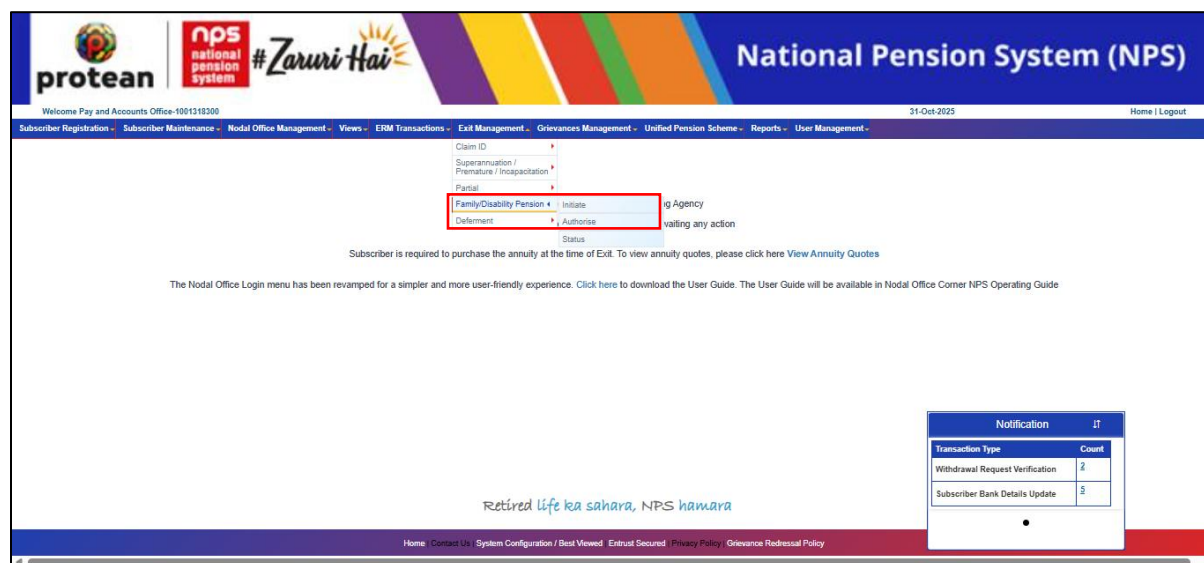 protean
nps
national
pension
system
#Zaruri Hai
National Pension System (NPS)
Welcome Pay and Accounts Office-1001318300
31-Oct-2025
Home | Logout
Subscriber Registration Subscriber Maintenance Nodal Office Management Views ERM Transactions Exit Management Grievances Management Unified Pension Scheme Reports User Management
Claim ID
Superannuation /
Premature / Incapacitation
Partial
Family/Disability Pension
Initiate
ng Agency
Deferment
Authorise
waiting any action
Status
Subscriber is required to purchase the annuity at the time of Exit. To view annuity quotes, please click here View Annuity Quotes
The Nodal Office Login menu has been revamped for a simpler and more user-friendly experience. Click here to download the User Guide. The User Guide will be available in Nodal Office Corner NPS Operating Guide
Notification
Transaction Type Count
Withdrawal Request Verification 2
Subscriber Bank Details Update 5
Retired life ka sahara, NPS hamara
Home | Contact Us | System Configuration / Best Viewed | Entrust Secured | Privacy Policy | Grievance Redressal Policy